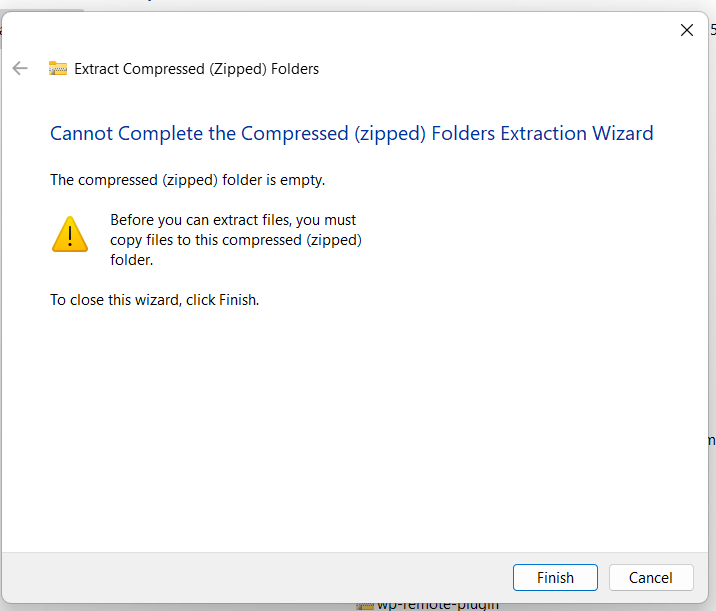 Extract Compressed (Zipped) Folders
Cannot Complete the Compressed (zipped) Folders Extraction Wizard
The compressed (zipped) folder is empty.
Before you can extract files, you must
copy files to this compressed (zipped)
folder.
To close this wizard, click Finish.
Finish
Cancel
wp-remote-plugin